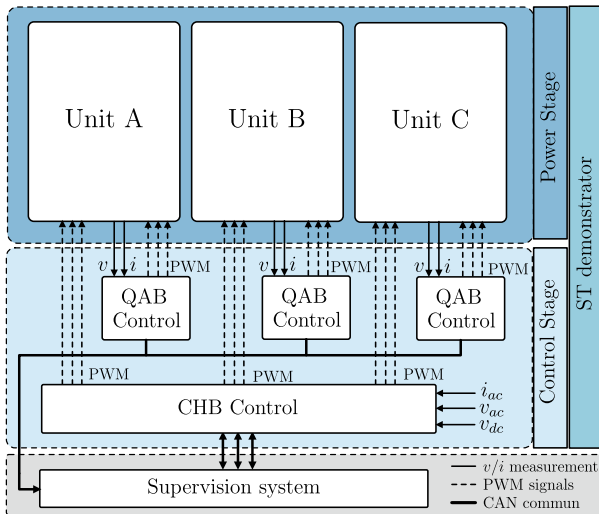 Unit A
Unit B
Unit C
Power Stage
v i PWM
v i PWM
v i PWM
QAB
Control
QAB
Control
QAB
Control
Control Stage
ST demonstrator
PWM
PWM
PWM
CHB Control
i_ac
v_ac
v_dc
Supervision system
v/i measurement
PWM signals
CAN commun